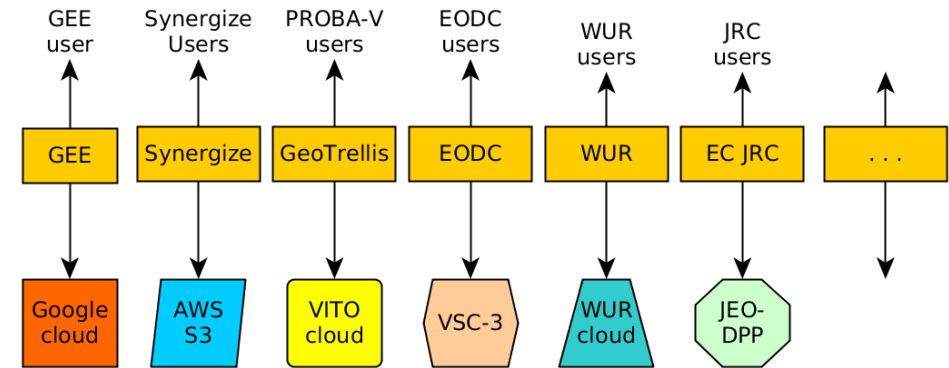 GEE
user
Synergize
Users
PROBA-V
users
EODC
users
WUR
users
JRC
users
GEE
Synergize
GeoTrellis
EODC
WUR
EC JRC
. . .
Google
cloud
AWS
S3
VITO
cloud
VSC-3
WUR
cloud
JEO-
DPP